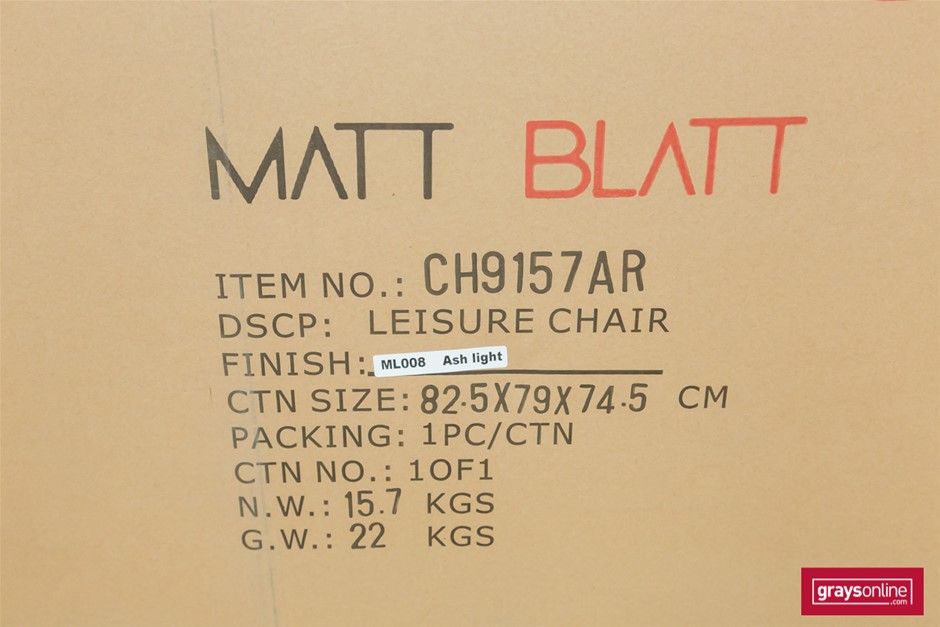 MATT BLATT
ITEM NO.: CH9157AR
DSCP: LEISURE CHAIR
FINISH: ML008 Ash light
CTN SIZE: 82.5X79X74.5 CM
PACKING: 1PC/CTN
CTN NO.: 1OF1
N.W.: 15.7 KGS
G.W.: 22 KGS
graysonline.com